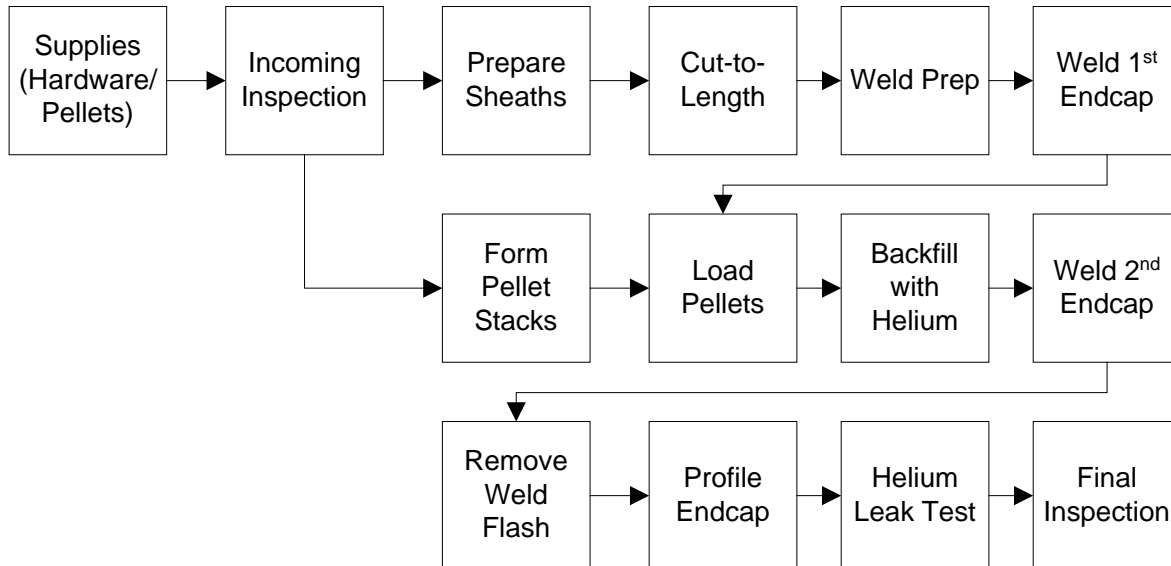 Supplies
(Hardware/
Pellets)
Incoming
Inspection
Prepare
Sheaths
Cut-to-
Length
Weld Prep
Weld 1st
Endcap
Form
Pellet
Stacks
Load
Pellets
Backfill
with
Helium
Weld 2nd
Endcap
Remove
Weld
Flash
Profile
Endcap
Helium
Leak Test
Final
Inspection